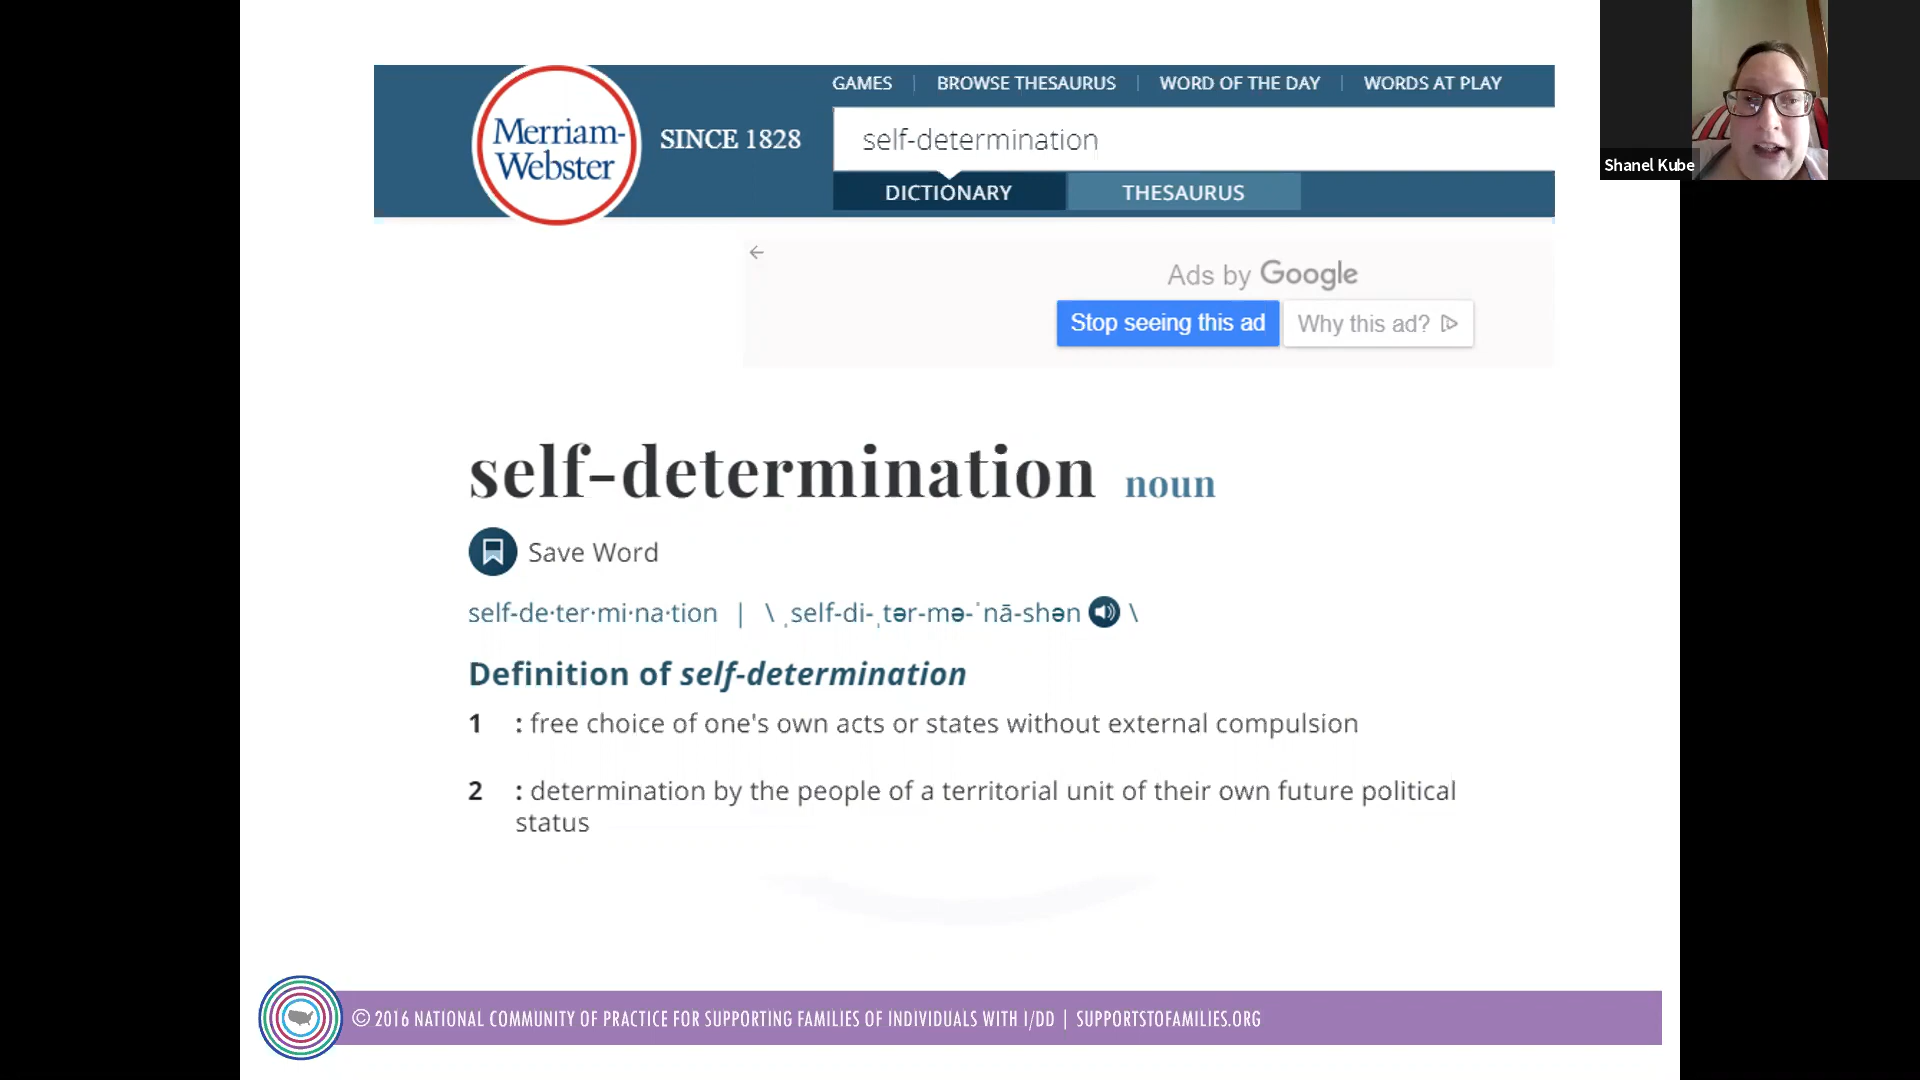 GAMES | BROWSE THESAURUS | WORD OF THE DAY | WORDS AT PLAY
Merriam-
Webster
SINCE 1828
self-determination
DICTIONARY THESAURUS
Shanel Kube
Ads by Google
Stop seeing this ad Why this ad?
self-determination noun
Save Word
self-de·ter·mi·na·tion | \ ˌself-di-ˌtər-mə-ˈnā-shən \
Definition of self-determination
1 : free choice of one's own acts or states without external compulsion
2 : determination by the people of a territorial unit of their own future political
status
© 2016 NATIONAL COMMUNITY OF PRACTICE FOR SUPPORTING FAMILIES OF INDIVIDUALS WITH I/DD | SUPPORTSTOFAMILIES.ORG